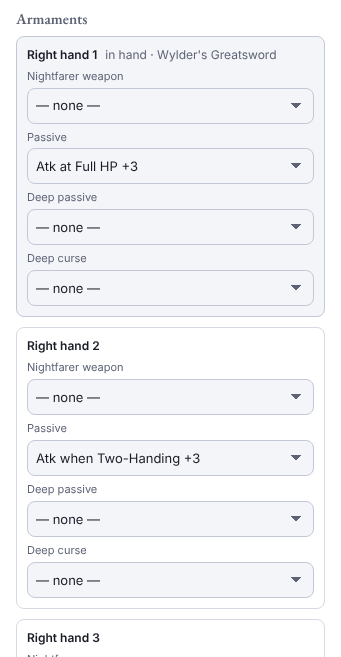 Armaments
Right hand 1 in hand · Wylder's Greatsword
Nightfarer weapon
— none —
Passive
Atk at Full HP +3
Deep passive
— none —
Deep curse
— none —
Right hand 2
Nightfarer weapon
— none —
Passive
Atk when Two-Handing +3
Deep passive
— none —
Deep curse
— none —
Right hand 3